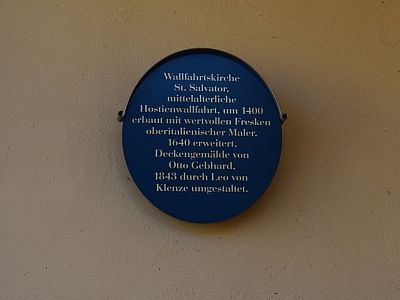 Wallfahrtskirche
St. Salvator,
mittelalterliche
Hostienwallfahrt, um 1400
erbaut mit wertvollen Fresken
oberitalienischer Maler,
1640 erweitert,
Deckengemälde von
Otto Gebhard,
1843 durch Leo von
Klenze umgestaltet.